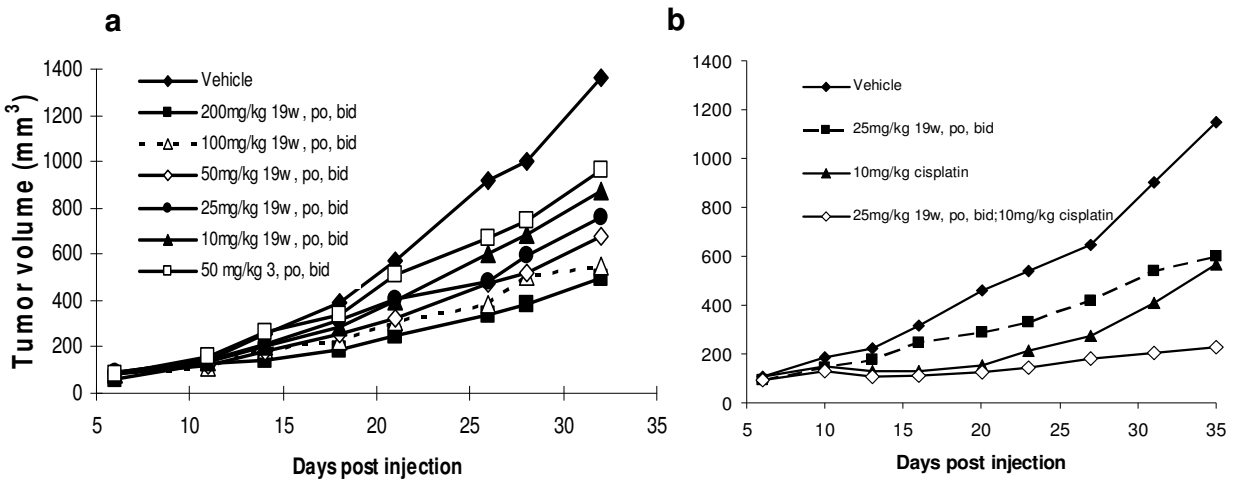 a
Tumor volume (mm3)
1400
1200
1000
800
600
400
200
0
Vehicle
200mg/kg 19w, po, bid
100mg/kg 19w, po, bid
50mg/kg 19w, po, bid
25mg/kg 19w, po, bid
10mg/kg 19w, po, bid
50 mg/kg 3, po, bid
5 10 15 20 25 30 35
Days post injection
b
1400
1200
1000
800
600
400
200
0
Vehicle
25mg/kg 19w, po, bid
10mg/kg cisplatin
25mg/kg 19w, po, bid;10mg/kg cisplatin
5 10 15 20 25 30 35
Days post injection